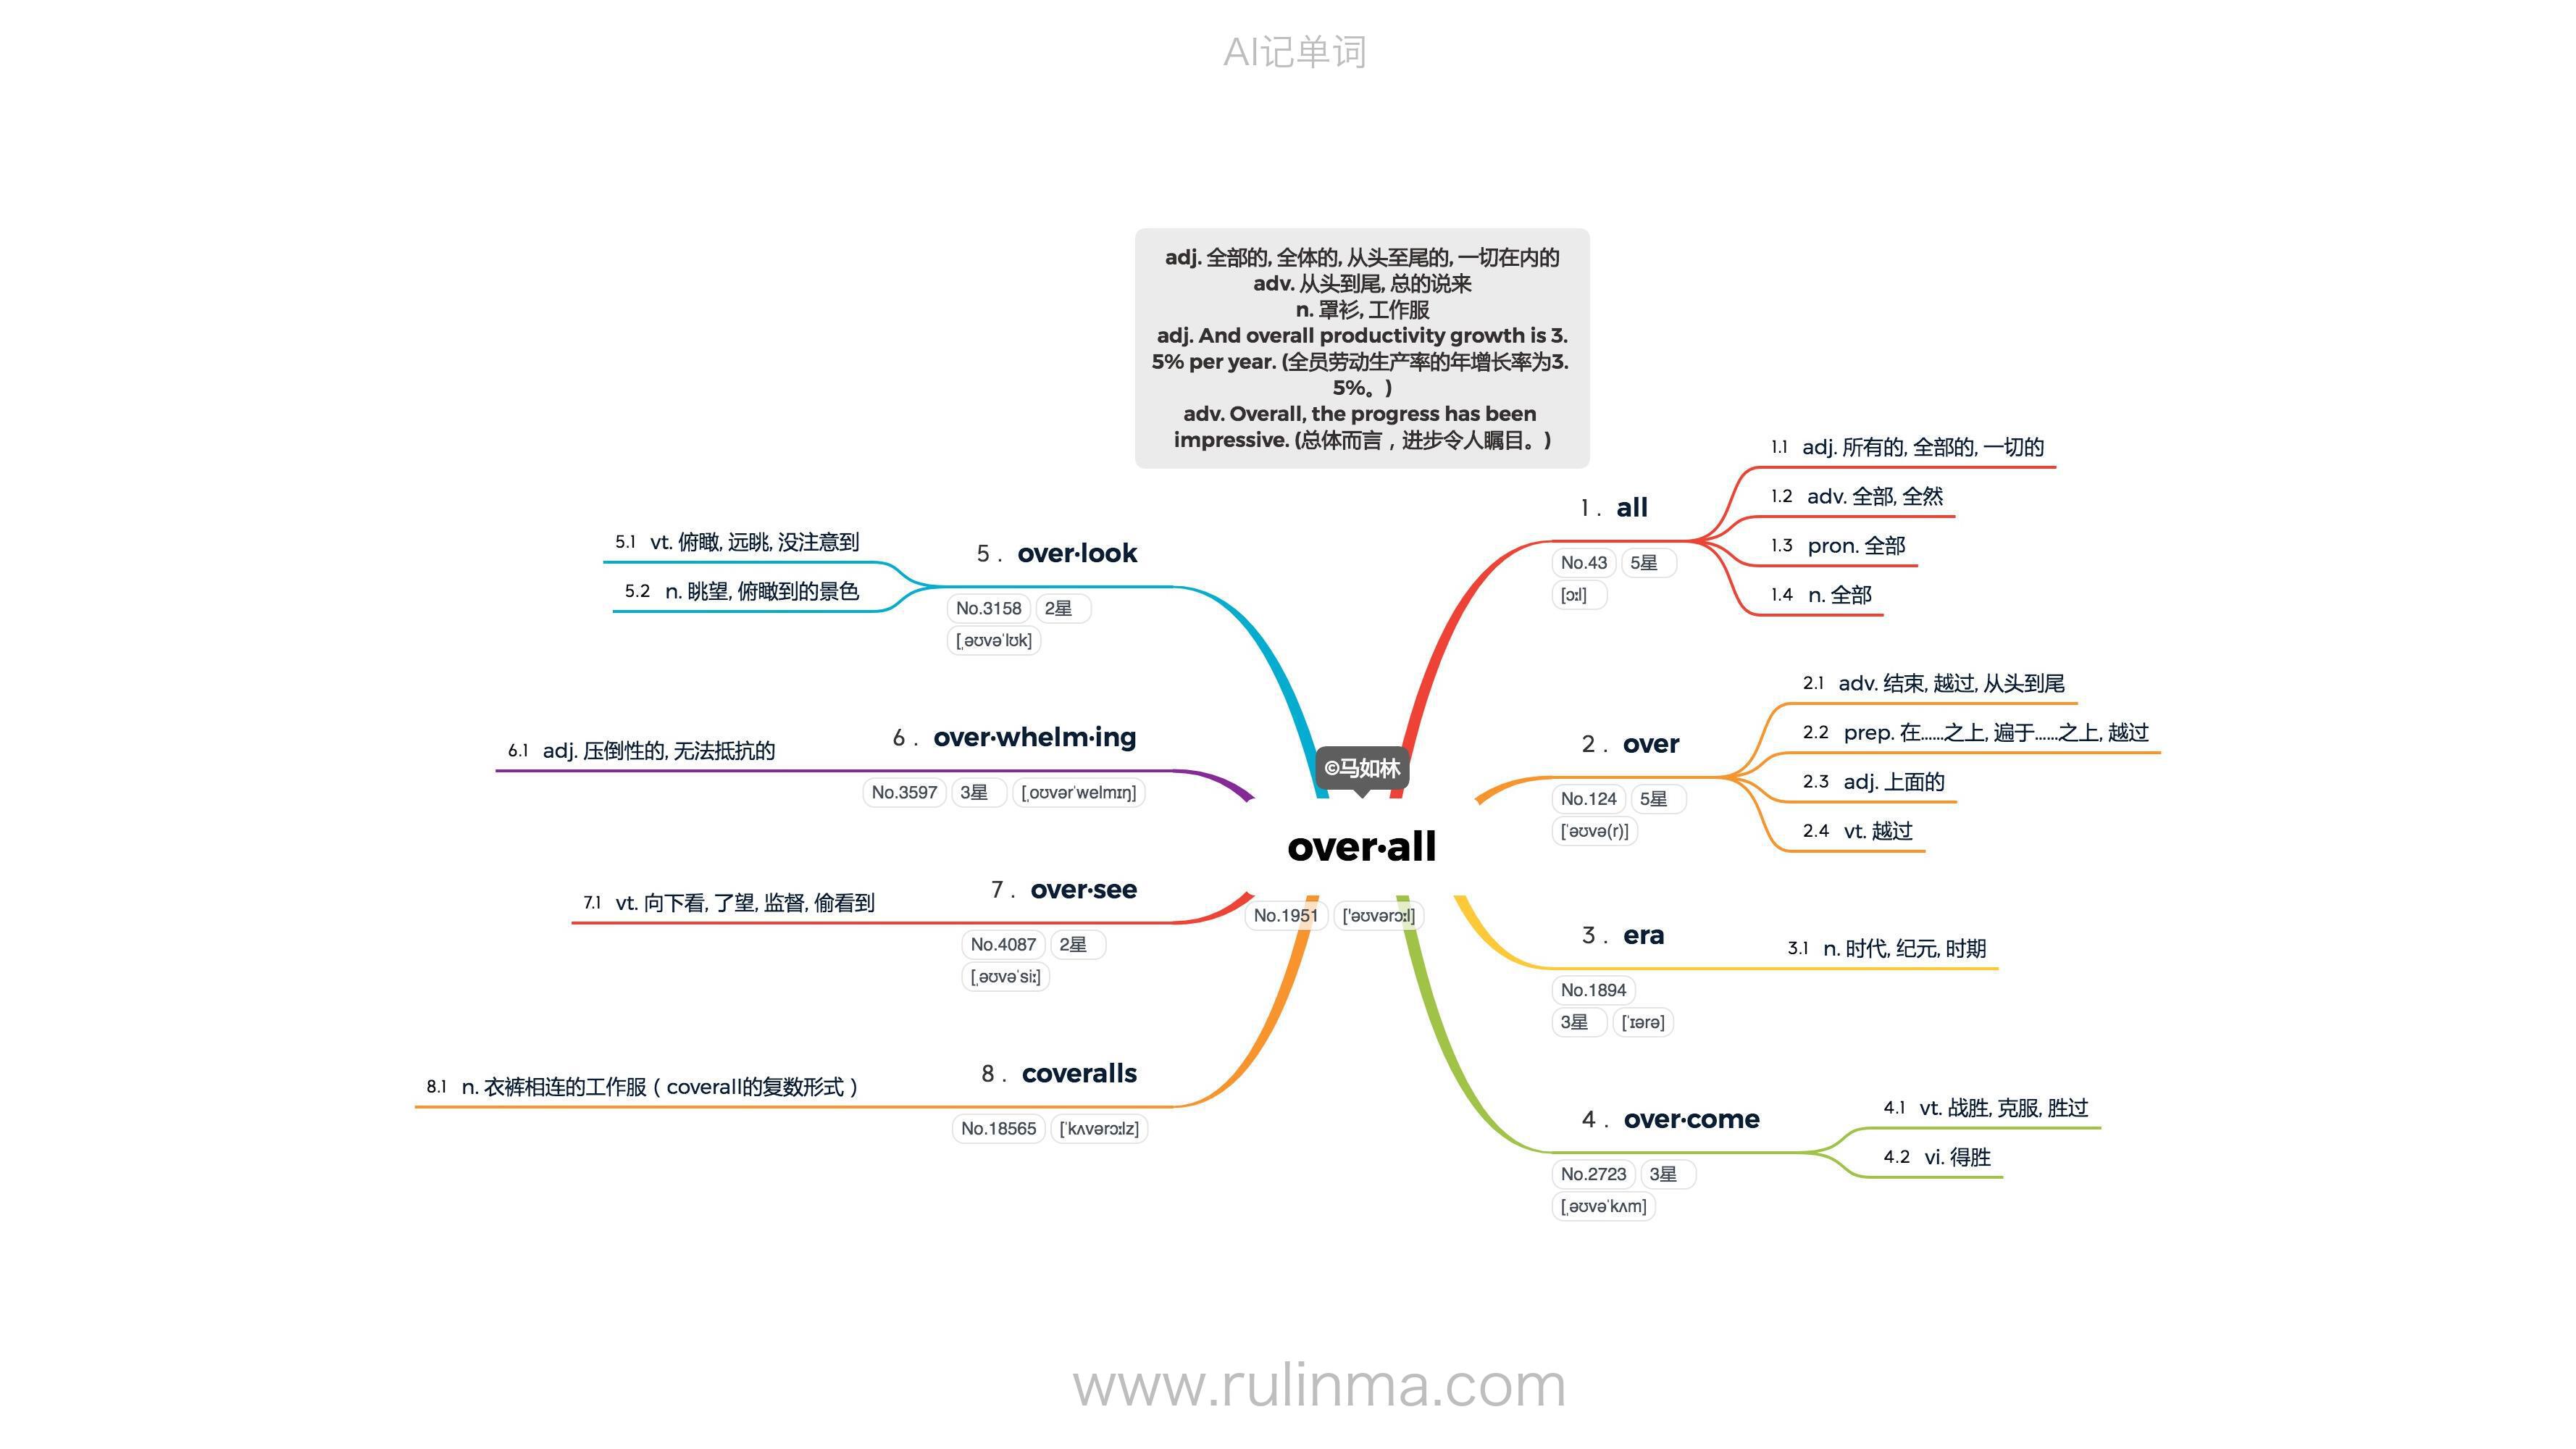 AI记单词
adj. 全部的, 全体的, 从头至尾的, 一切在内的
adv. 从头到尾, 总的说来
n. 罩衫, 工作服
adj. And overall productivity growth is 3.
5% per year. (全员劳动生产率的年增长率为3.
5%。)
adv. Overall, the progress has been
impressive. (总体而言，进步令人瞩目。)
©马如林
over·all
No.1951 ['əʊvərɔːl]
1 . all
No.43 5星
[ɔːl]
1.1 adj. 所有的, 全部的, 一切的
1.2 adv. 全部, 全然
1.3 pron. 全部
1.4 n. 全部
2 . over
No.124 5星
[ˈəʊvə(r)]
2.1 adv. 结束, 越过, 从头到尾
2.2 prep. 在……之上, 遍于……之上, 越过
2.3 adj. 上面的
2.4 vt. 越过
3 . era
No.1894
3星 [ˈɪərə]
3.1 n. 时代, 纪元, 时期
4 . over·come
No.2723 3星
[ˌəʊvəˈkʌm]
4.1 vt. 战胜, 克服, 胜过
4.2 vi. 得胜
5 . over·look
No.3158 2星
[ˌəʊvəˈlʊk]
5.1 vt. 俯瞰, 远眺, 没注意到
5.2 n. 眺望, 俯瞰到的景色
6 . over·whelm·ing
No.3597 3星 [ˌoʊvərˈwelmɪŋ]
6.1 adj. 压倒性的, 无法抵抗的
7 . over·see
No.4087 2星
[ˌəʊvəˈsiː]
7.1 vt. 向下看, 了望, 监督, 偷看到
8 . coveralls
No.18565 [ˈkʌvərɔːlz]
8.1 n. 衣裤相连的工作服（coverall的复数形式）
www.rulinma.com